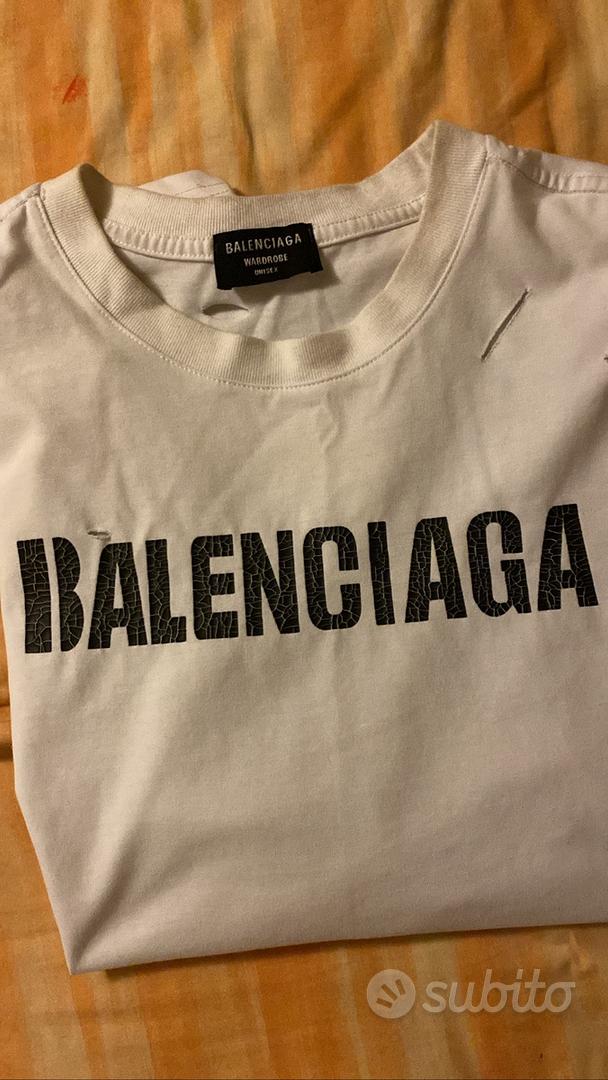 BALENCIAGA
WARDROBE
UNISEX
BALENCIAGA
subito